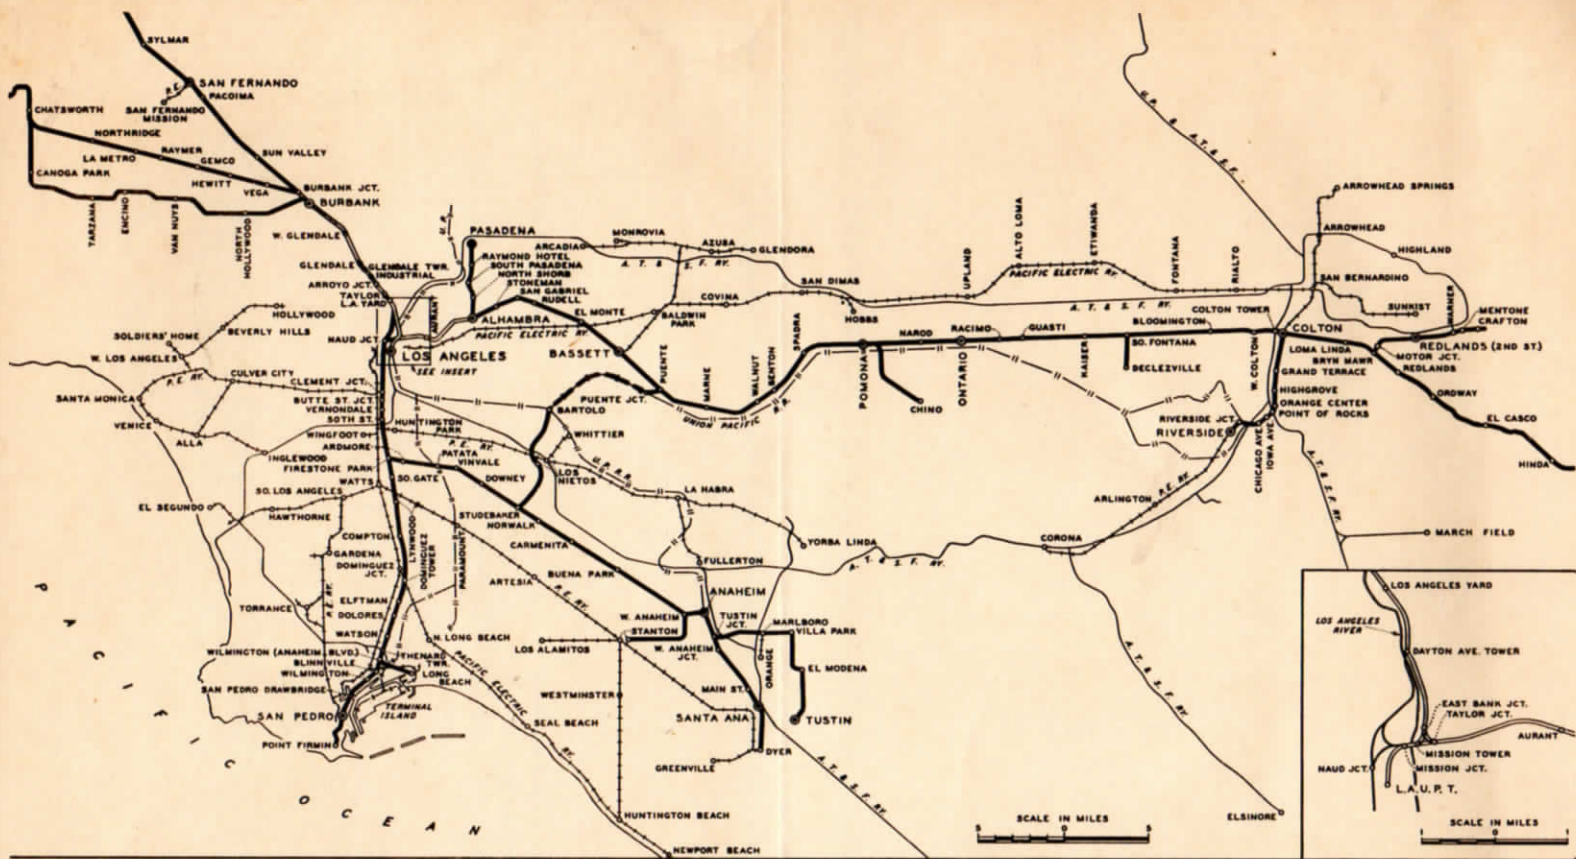 SYLMAR
SAN FERNANDO
P.E.
PACOIMA
SAN FERNANDO
MISSION
CHATSWORTH
NORTHRIDGE
LA METRO
RAYMER
GEMCO
HEWITT
VEGA
SUN VALLEY
CANOGA PARK
BURBANK JCT.
BURBANK
TARZANA
ENCINO
VAN NUYS
NORTH
HOLLYWOOD
W. GLENDALE
GLENDALE
GLENDALE TWR.
INDUSTRIAL
ARROYO JCT.
TAYLOR
L.A. YARD
U. P.
PASADENA
RAYMOND HOTEL
SOUTH PASADENA
NORTH SHORB
STONEMAN
SAN GABRIEL
RUDELL
ALHAMBRA
AURANT
ARCADIA
MONROVIA
AZUSA
GLENDORA
A. T. & S. F. RY.
SAN DIMAS
COVINA
BALDWIN
PARK
EL MONTE
PACIFIC ELECTRIC RY.
BASSETT
HOBBS
UPLAND
ALTO LOMA
ETIWANDA
PACIFIC ELECTRIC RY.
FONTANA
RIALTO
A. T. & S. F. RY.
U. P. & A. T. & S. F.
ARROWHEAD SPRINGS
ARROWHEAD
HIGHLAND
SAN BERNARDINO
SUNKIST
WARNER
MENTONE
CRAFTON
COLTON TOWER
COLTON
REDLANDS (2ND ST.)
LOMA LINDA
BRYN MAWR
MOTOR JCT.
REDLANDS
GRAND TERRACE
W. COLTON
HIGHGROVE
ORANGE CENTER
POINT OF ROCKS
ORDWAY
EL CASCO
HINDA
BLOOMINGTON
SO. FONTANA
DECLEZVILLE
KAISER
GUASTI
RACIMO
NAROD
ONTARIO
POMONA
CHINO
SPADRA
BENTON
WALNUT
MARNE
PUENTE
PUENTE JCT.
UNION PACIFIC R.R.
HOLLYWOOD
BEVERLY HILLS
SOLDIERS' HOME
W. LOS ANGELES
P.E. RY.
CULVER CITY
SANTA MONICA
VENICE
ALLA
INGLEWOOD
NAUD JCT.
LOS ANGELES
SEE INSERT
CLEMENT JCT.
BUTTE ST. JCT.
VERNONDALE
50TH ST.
WINGFOOT
ARDMORE
FIRESTONE PARK
WATTS
HUNTINGTON
PARK
P. E. RY.
PATATA
VINVALE
SO. GATE
DOWNEY
BARTOLO
WHITTIER
LOS
NIETOS
U. P. R.R.
LA HABRA
YORBA LINDA
FULLERTON
STUDEBAKER
NORWALK
CARMENITA
BUENA PARK
ARTESIA
P. E. RY.
EL SEGUNDO
SO. LOS ANGELES
HAWTHORNE
COMPTON
GARDENA
DOMINGUEZ
JCT.
LYNWOOD
DOMINGUEZ
TOWER
PARAMOUNT
ELFTMAN
DOLORES
WATSON
TORRANCE
P.E. RY.
N. LONG BEACH
WILMINGTON (ANAHEIM. BLVD.)
BLINNVILLE
WILMINGTON
THENARD
TWR.
LONG
BEACH
SAN PEDRO DRAWBRIDGE
SAN PEDRO
TERMINAL
ISLAND
POINT FIRMIN
PACIFIC ELECTRIC RY.
SEAL BEACH
HUNTINGTON BEACH
NEWPORT BEACH
ANAHEIM
W. ANAHEIM
STANTON
LOS ALAMITOS
W. ANAHEIM
JCT.
TUSTIN
JCT.
MARLBORO
VILLA PARK
EL MODENA
ORANGE
MAIN ST.
WESTMINSTER
SANTA ANA
TUSTIN
DYER
GREENVILLE
A. T. & S. F. RY.
A. T. & S. F. RY.
CORONA
ARLINGTON
P. E. RY.
RIVERSIDE JCT.
RIVERSIDE
CHICAGO AVE.
IOWA AVE.
A. T. & S. F. RY.
MARCH FIELD
A. T. & S. F. RY.
ELSINORE
PACIFIC
OCEAN
SCALE IN MILES
5 0 5
LOS ANGELES YARD
LOS ANGELES
RIVER
DAYTON AVE. TOWER
EAST BANK JCT.
TAYLOR JCT.
AURANT
MISSION TOWER
MISSION JCT.
NAUD JCT.
L.A.U.P.T.
SCALE IN MILES
1 0 1